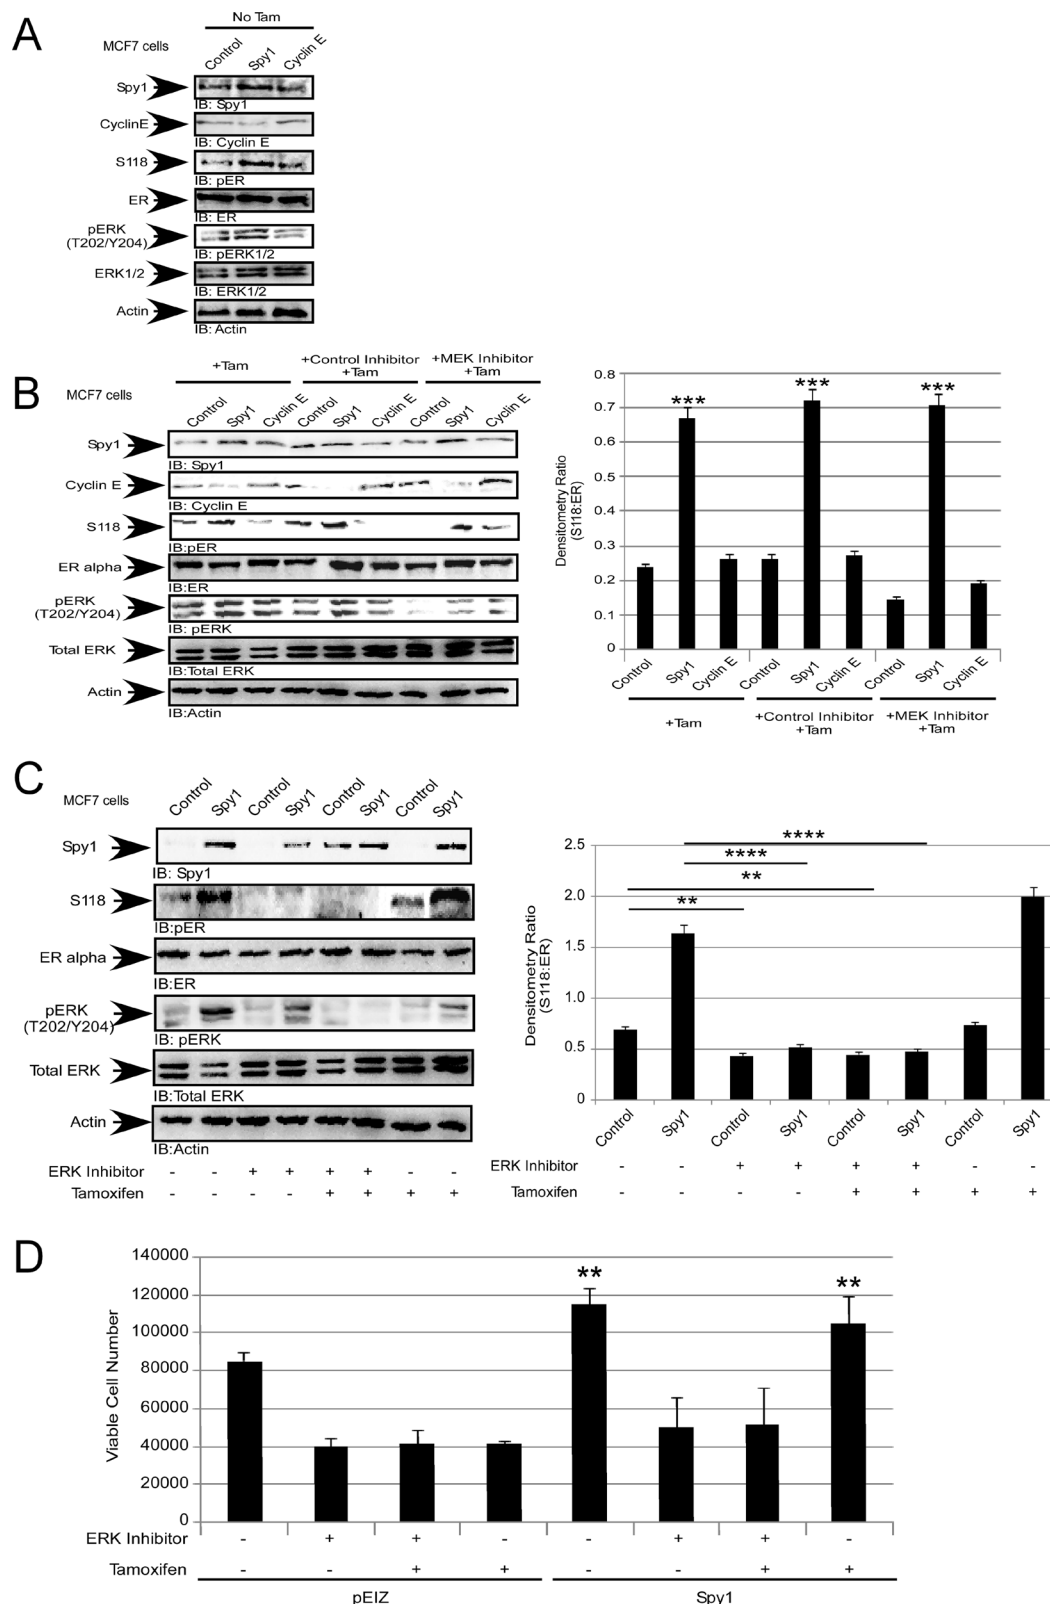 A
No Tam
MCF7 cells
Control
Spy1
Cyclin E
Spy1
IB: Spy1
CyclinE
IB: Cyclin E
S118
IB: pER
ER
IB: ER
pERK
(T202/Y204)
IB: pERK1/2
ERK1/2
IB: ERK1/2
Actin
IB: Actin
B
MCF7 cells
+Tam
+Control Inhibitor
+Tam
+MEK Inhibitor
+Tam
Control
Spy1
Cyclin E
Control
Spy1
Cyclin E
Control
Spy1
Cyclin E
Spy1
IB: Spy1
Cyclin E
IB: Cyclin E
S118
IB:pER
ER alpha
IB:ER
pERK
(T202/Y204)
IB: pERK
Total ERK
IB:Total ERK
Actin
IB:Actin
Densitometry Ratio
(S118:ER)
0.8
0.7
0.6
0.5
0.4
0.3
0.2
0.1
0
***
***
***
Control
Spy1
Cyclin E
Control
Spy1
Cyclin E
Control
Spy1
Cyclin E
+Tam
+Control Inhibitor
+Tam
+MEK Inhibitor
+Tam
C
MCF7 cells
Control
Spy1
Control
Spy1
Control
Spy1
Control
Spy1
Spy1
IB: Spy1
S118
IB:pER
ER alpha
IB:ER
pERK
(T202/Y204)
IB: pERK
Total ERK
IB:Total ERK
Actin
IB:Actin
ERK Inhibitor - - + + + + - -
Tamoxifen - - - - + + + +
Densitometry Ratio
(S118:ER)
2.5
2.0
1.5
1.0
0.5
0
****
****
**
**
Control
Spy1
Control
Spy1
Control
Spy1
Control
Spy1
ERK Inhibitor - - + + + + - -
Tamoxifen - - - - + + + +
D
Viable Cell Number
140000
120000
100000
80000
60000
40000
20000
0
**
**
ERK Inhibitor - + + - - + + -
Tamoxifen - - + + - - + +
pEIZ
Spy1